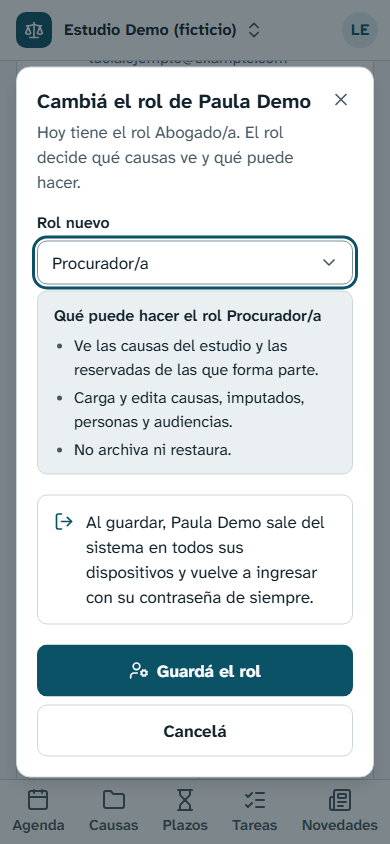 Estudio Demo (ficticio)
LE
Cambiá el rol de Paula Demo
Hoy tiene el rol Abogado/a. El rol
decide qué causas ve y qué puede
hacer.
Rol nuevo
Procurador/a
Qué puede hacer el rol Procurador/a
• Ve las causas del estudio y las
reservadas de las que forma parte.
• Carga y edita causas, imputados,
personas y audiencias.
• No archiva ni restaura.
Al guardar, Paula Demo sale del
sistema en todos sus
dispositivos y vuelve a ingresar
con su contraseña de siempre.
Guardá el rol
Cancelá
Agenda
Causas
Plazos
Tareas
Novedades